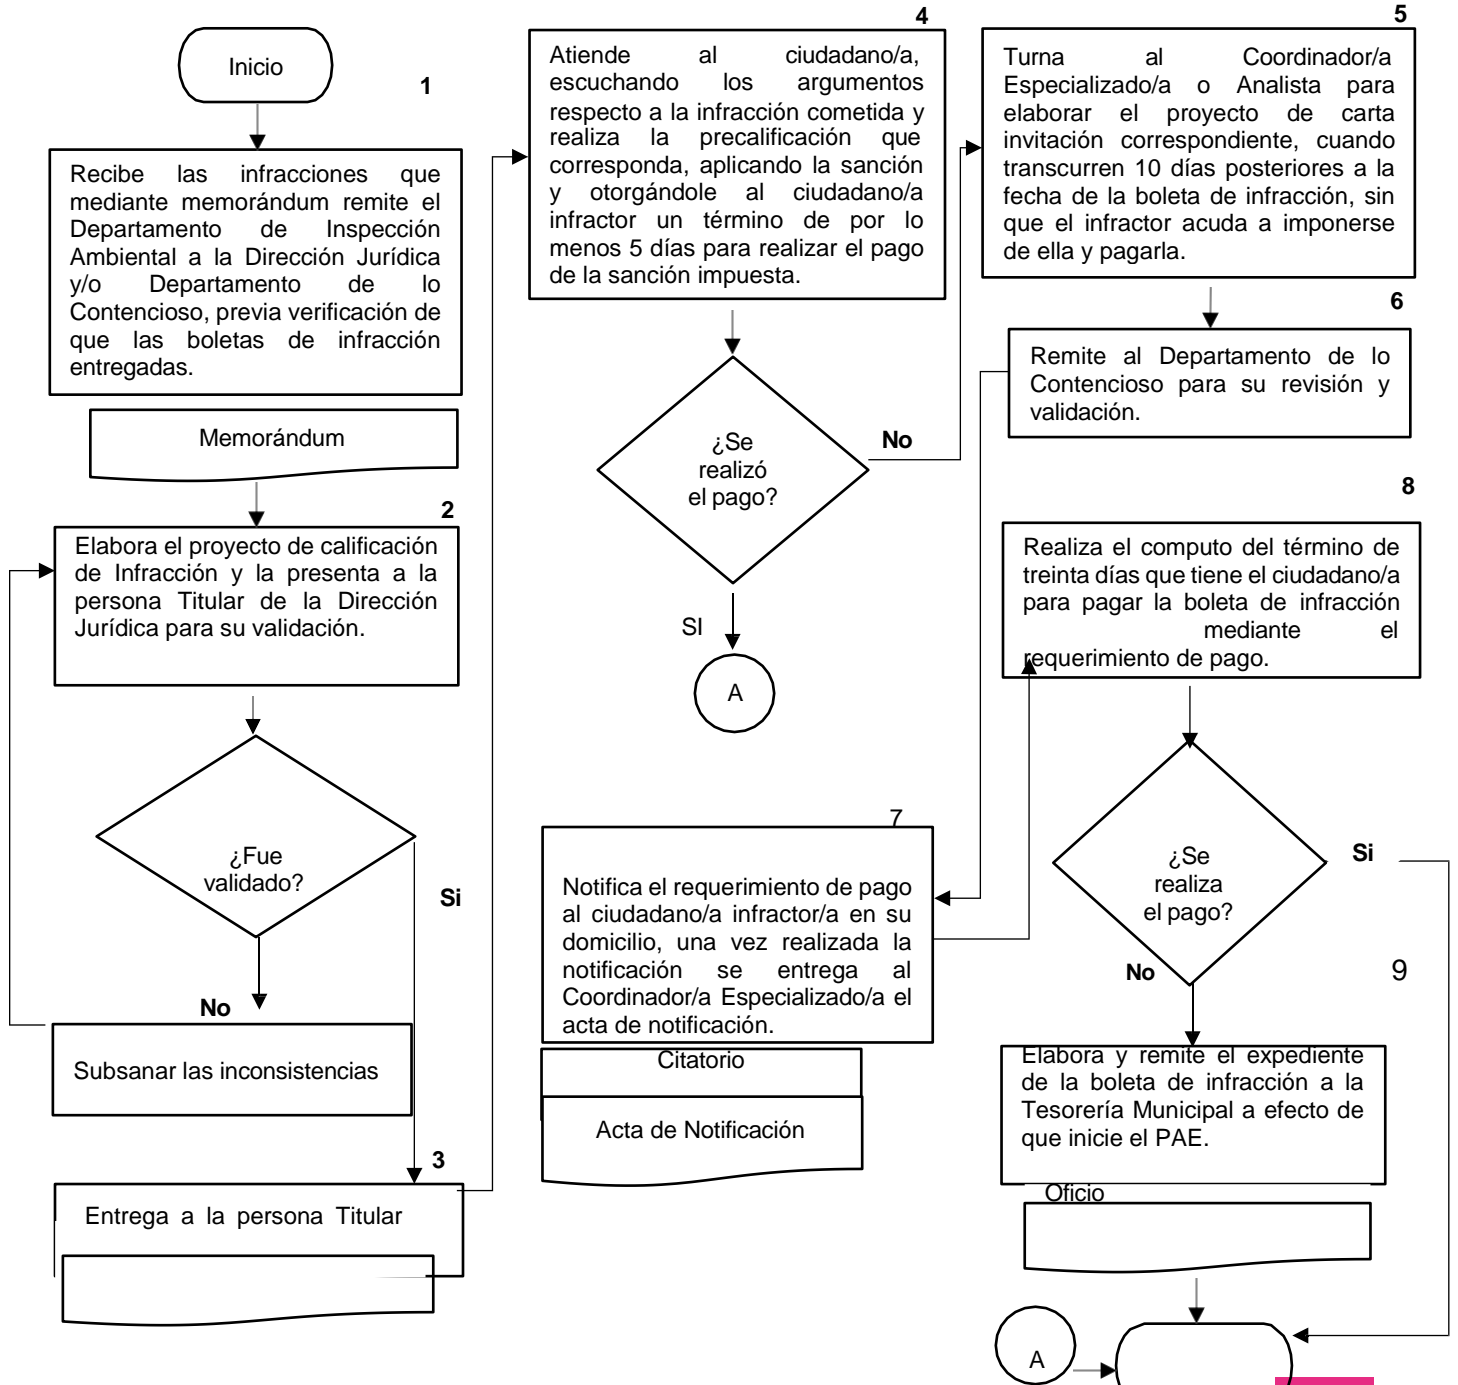 Inicio
1
Recibe las infracciones que
mediante memorándum remite el
Departamento de Inspección
Ambiental a la Dirección Jurídica
y/o Departamento de lo
Contencioso, previa verificación de
que las boletas de infracción
entregadas.
Memorándum
2
Elabora el proyecto de calificación
de Infracción y la presenta a la
persona Titular de la Dirección
Jurídica para su validación.
¿Fue
validado?
Si
No
Subsanar las inconsistencias
3
Entrega a la persona Titular
4
Atiende al ciudadano/a,
escuchando los argumentos
respecto a la infracción cometida y
realiza la precalificación que
corresponda, aplicando la sanción
y otorgándole al ciudadano/a
infractor un término de por lo
menos 5 días para realizar el pago
de la sanción impuesta.
¿Se
realizó
el pago?
No
SI
A
5
Turna al Coordinador/a
Especializado/a o Analista para
elaborar el proyecto de carta
invitación correspondiente, cuando
transcurren 10 días posteriores a la
fecha de la boleta de infracción, sin
que el infractor acuda a imponerse
de ella y pagarla.
6
Remite al Departamento de lo
Contencioso para su revisión y
validación.
7
Notifica el requerimiento de pago
al ciudadano/a infractor/a en su
domicilio, una vez realizada la
notificación se entrega al
Coordinador/a Especializado/a el
acta de notificación.
Citatorio
Acta de Notificación
8
Realiza el computo del término de
treinta días que tiene el ciudadano/a
para pagar la boleta de infracción
mediante el
requerimiento de pago.
¿Se
realiza
el pago?
Si
No
9
Elabora y remite el expediente
de la boleta de infracción a la
Tesorería Municipal a efecto de
que inicie el PAE.
Oficio
A